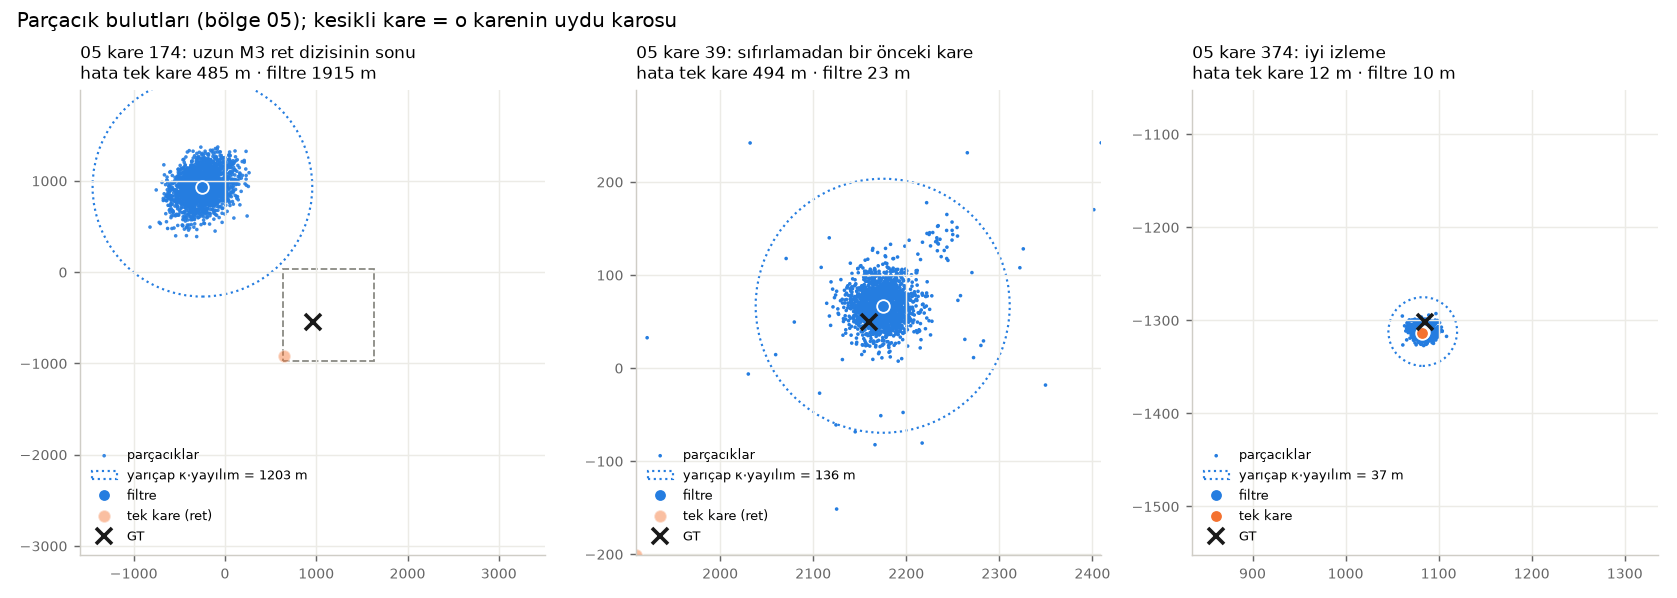 Parçacık bulutları (bölge 05); kesikli kare = o karenin uydu karosu
05 kare 174: uzun M3 ret dizisinin sonu
hata tek kare 485 m · filtre 1915 m
1000
0
−1000
−2000
−3000
−1000
0
1000
2000
3000
parçacıklar
yarıçap κ·yayılım = 1203 m
filtre
tek kare (ret)
GT
05 kare 39: sıfırlamadan bir önceki kare
hata tek kare 494 m · filtre 23 m
200
100
0
−100
−200
2000
2100
2200
2300
2400
parçacıklar
yarıçap κ·yayılım = 136 m
filtre
tek kare (ret)
GT
05 kare 374: iyi izleme
hata tek kare 12 m · filtre 10 m
−1100
−1200
−1300
−1400
−1500
900
1000
1100
1200
1300
parçacıklar
yarıçap κ·yayılım = 37 m
filtre
tek kare
GT